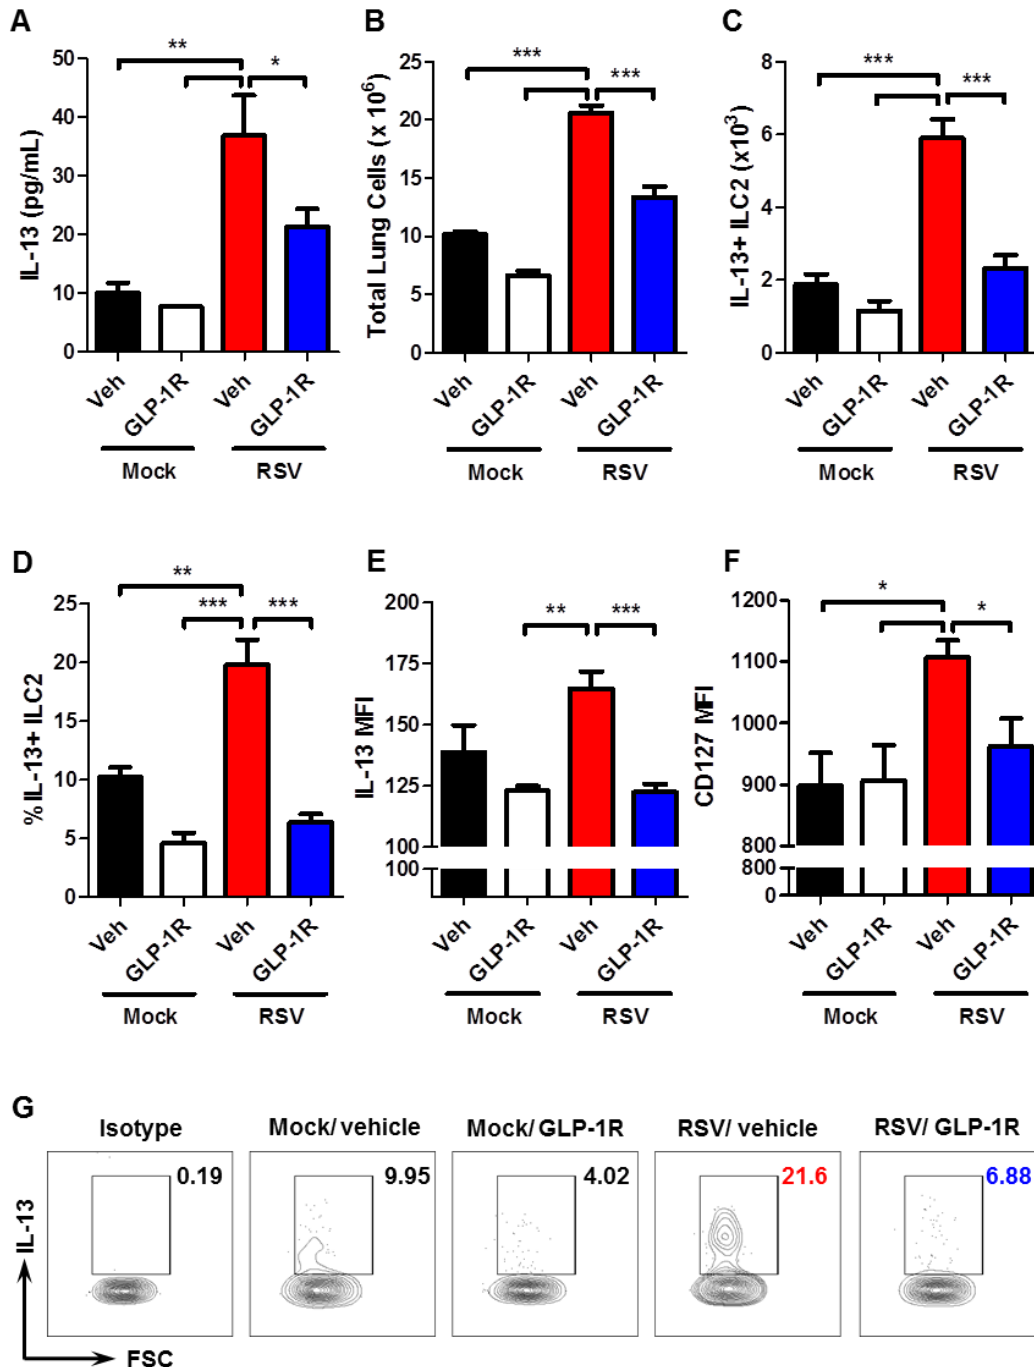 A
B
C
** *
*** ***
*** ***
IL-13 (pg/mL)
50
40
30
20
10
0
Total Lung Cells (x 10^6)
25
20
15
10
5
0
IL-13+ ILC2 (x10^3)
8
6
4
2
0
Veh GLP-1R Veh GLP-1R
Mock RSV
Veh GLP-1R Veh GLP-1R
Mock RSV
Veh GLP-1R Veh GLP-1R
Mock RSV
D
E
F
**
*** ***
** ***
*
*
% IL-13+ ILC2
25
20
15
10
5
0
IL-13 MFI
200
175
150
125
100
100
CD127 MFI
1200
1100
1000
900
800
800
0
Veh GLP-1R Veh GLP-1R
Mock RSV
Veh GLP-1R Veh GLP-1R
Mock RSV
Veh GLP-1R Veh GLP-1R
Mock RSV
G
Isotype Mock/ vehicle Mock/ GLP-1R RSV/ vehicle RSV/ GLP-1R
0.19 9.95 4.02 21.6 6.88
IL-13
FSC